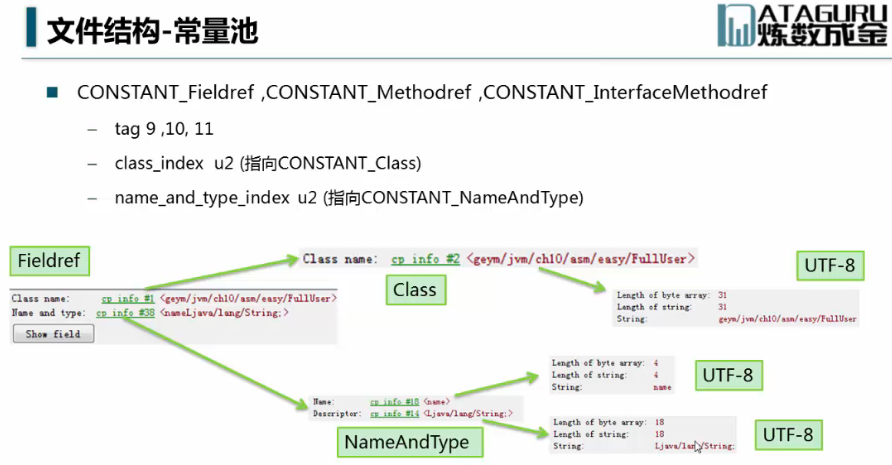 文件结构-常量池
ATAGURU
炼数成金
CONSTANT_Fieldref ,CONSTANT_Methodref ,CONSTANT_InterfaceMethodref
– tag 9 ,10, 11
– class_index u2 (指向CONSTANT_Class)
– name_and_type_index u2 (指向CONSTANT_NameAndType)
Fieldref
Class name: cp info #1 <geym/jvm/ch10/asm/easy/FullUser>
Name and type: cp info #38 <nameLjava/lang/String;>
Show field
Class name: cp info #2 <geym/jvm/ch10/asm/easy/FullUser>
Class
UTF-8
Length of byte array: 31
Length of string: 31
String: geym/jvm/ch10/asm/easy/FullUser
Name: cp info #18 <name>
Descriptor: cp info #14 <Ljava/lang/String;>
NameAndType
Length of byte array: 4
Length of string: 4
String: name
UTF-8
Length of byte array: 18
Length of string: 18
String: Ljava/lang/String;
UTF-8